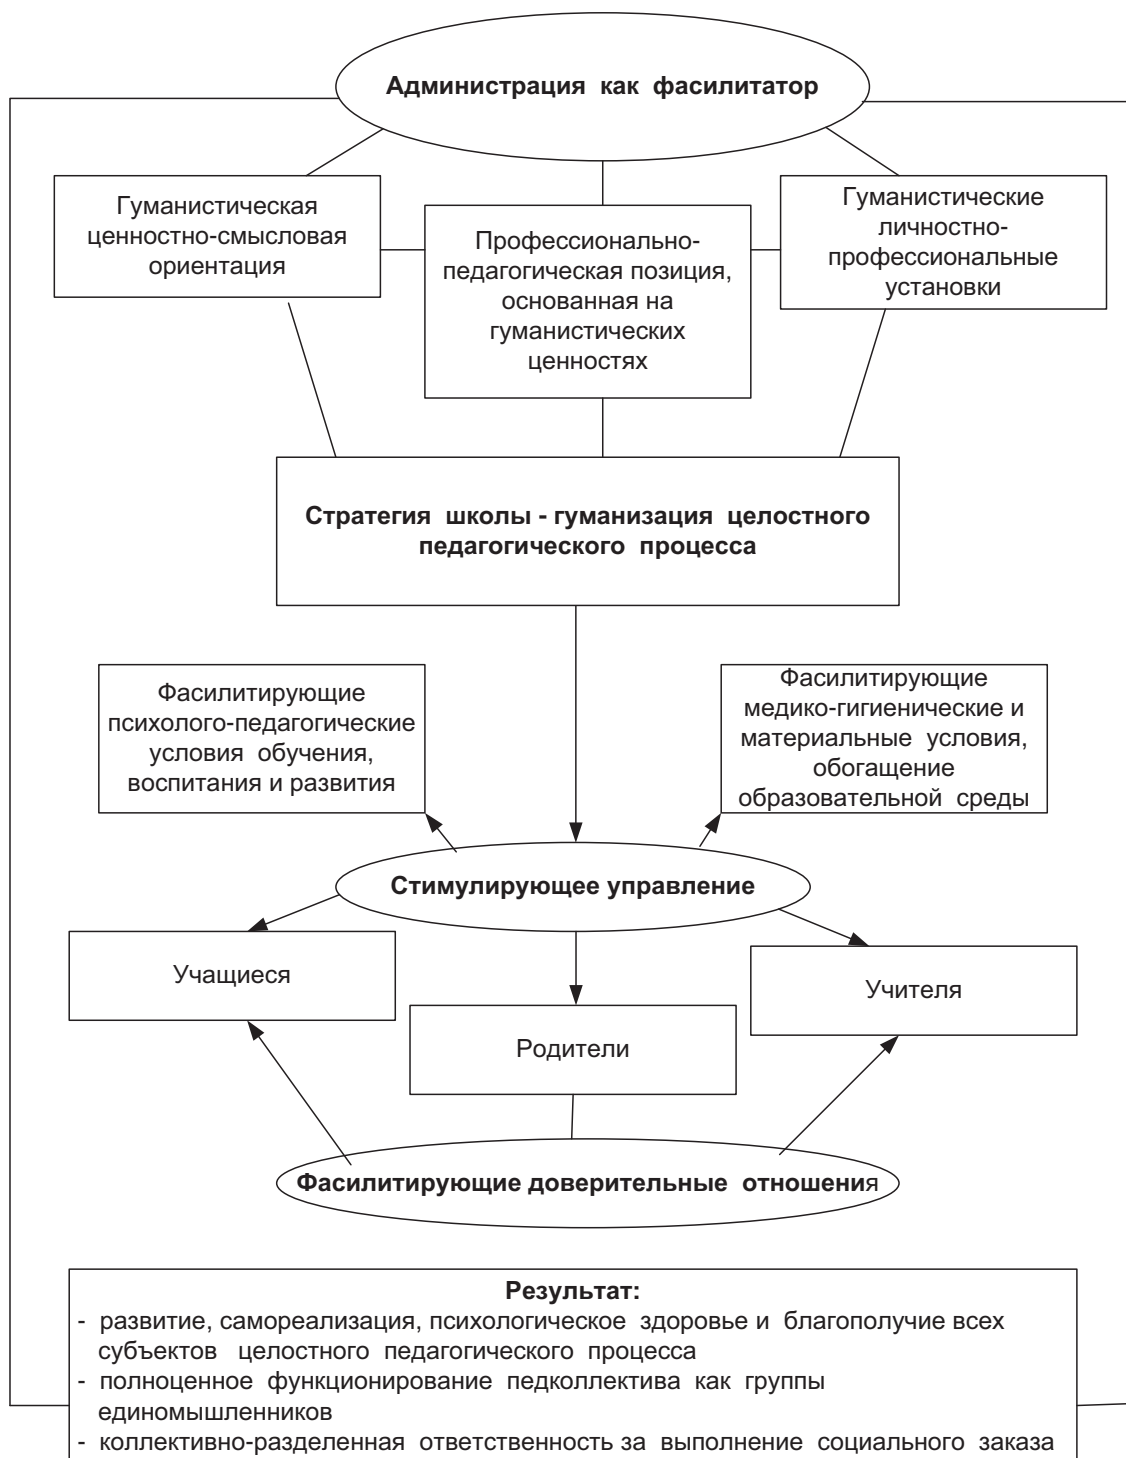 Администрация как фасилитатор
Гуманистическая
ценностно-смысловая
ориентация
Профессионально-
педагогическая позиция,
основанная на
гуманистических
ценностях
Гуманистические
личностно-
профессиональные
установки
Стратегия школы - гуманизация целостного
педагогического процесса
Фасилитирующие
психолого-педагогические
условия обучения,
воспитания и развития
Фасилитирующие
медико-гигиенические и
материальные условия,
обогащение
образовательной среды
Стимулирующее управление
Учащиеся
Родители
Учителя
Фасилитирующие доверительные отношения
Результат:
- развитие, самореализация, психологическое здоровье и благополучие всех
субъектов целостного педагогического процесса
- полноценное функционирование педколлектива как группы
единомышленников
- коллективно-разделенная ответственность за выполнение социального заказа